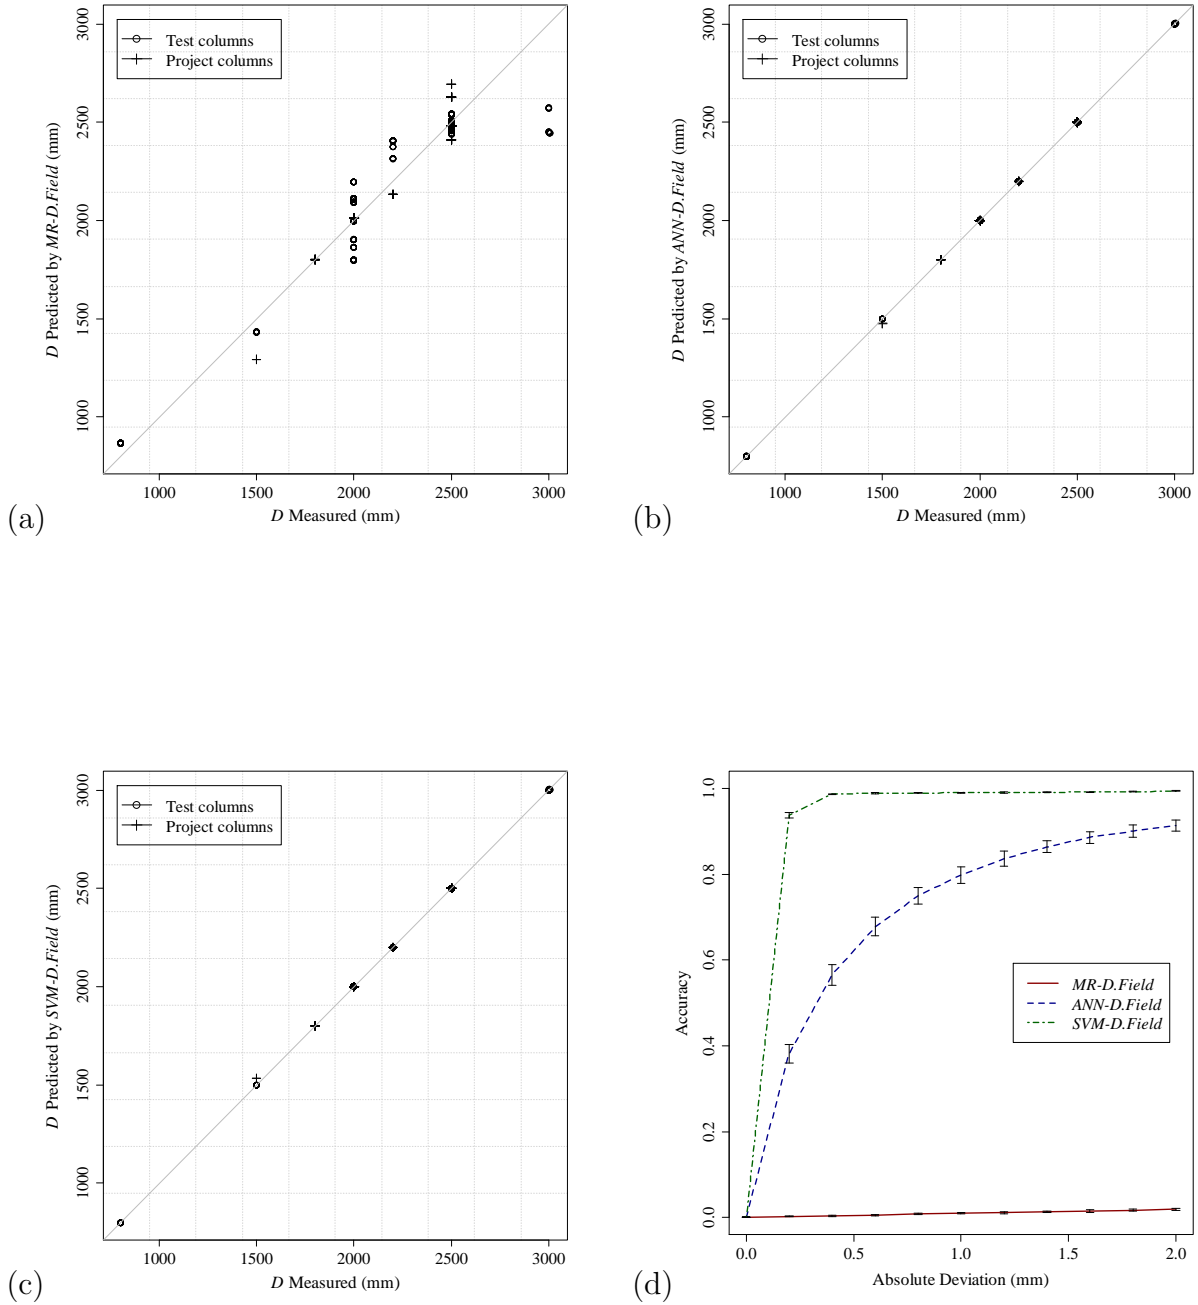 3000
2500
2000
1500
1000
D Predicted by MR-D.Field (mm)
Test columns
Project columns
1000 1500 2000 2500 3000
D Measured (mm)
(a)
3000
2500
2000
1500
1000
D Predicted by ANN-D.Field (mm)
Test columns
Project columns
1000 1500 2000 2500 3000
D Measured (mm)
(b)
3000
2500
2000
1500
1000
D Predicted by SVM-D.Field (mm)
Test columns
Project columns
1000 1500 2000 2500 3000
D Measured (mm)
(c)
1.0
0.8
0.6
0.4
0.2
0.0
Accuracy
MR-D.Field
ANN-D.Field
SVM-D.Field
0.0 0.5 1.0 1.5 2.0
Absolute Deviation (mm)
(d)